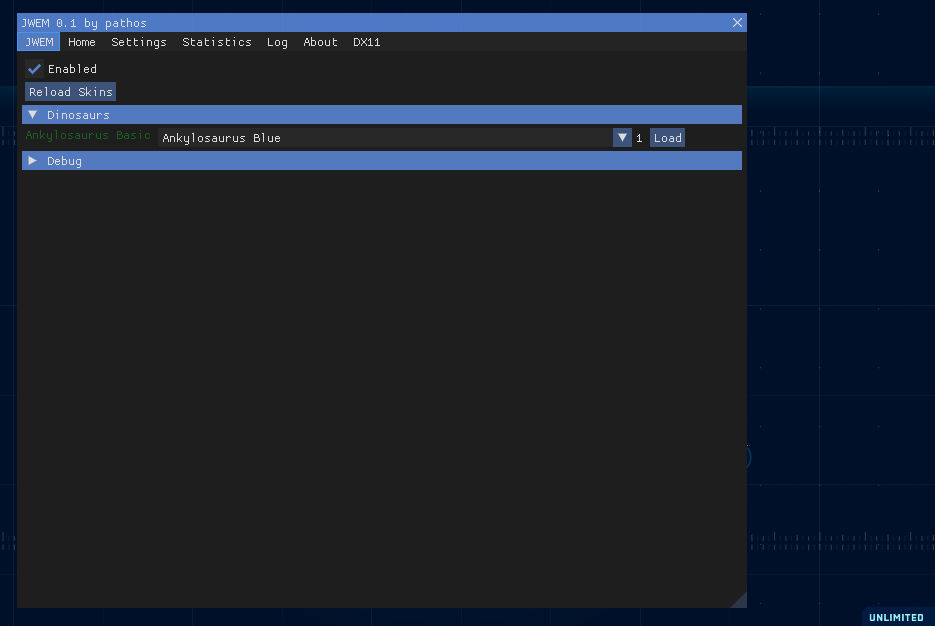 JWEM 0.1 by pathos
JWEM Home Settings Statistics Log About DX11
Enabled
Reload Skins
Dinosaurs
Ankylosaurus Basic Ankylosaurus Blue 1 Load
Debug
UNLIMITED